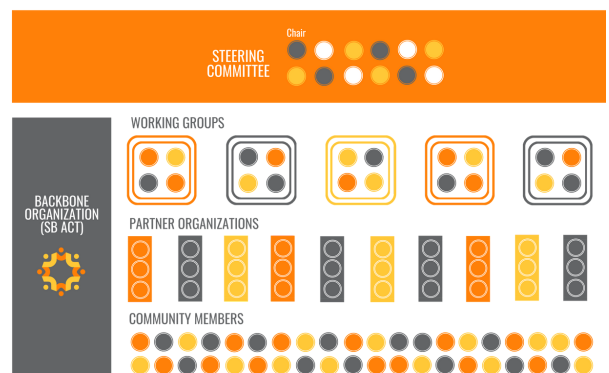 Chair
STEERING
COMMITTEE
WORKING GROUPS
BACKBONE
ORGANIZATION
(SB ACT)
PARTNER ORGANIZATIONS
COMMUNITY MEMBERS